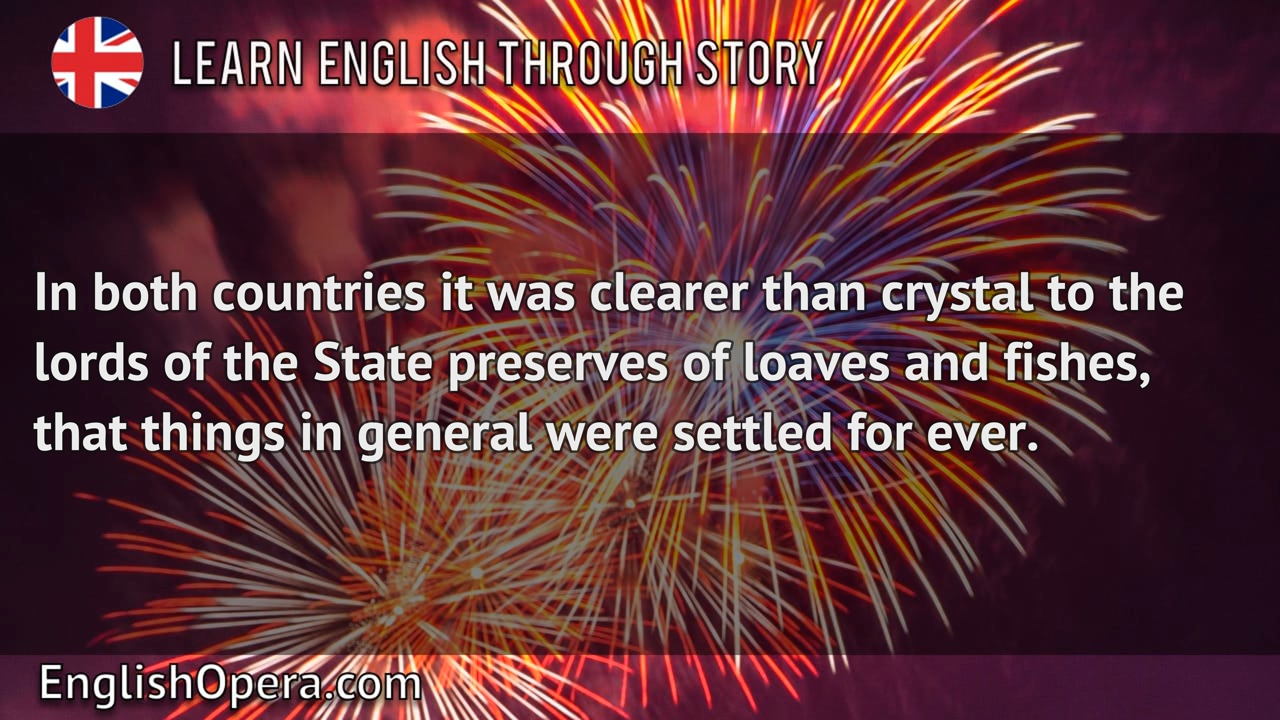 LEARN ENGLISH THROUGH STORY
In both countries it was clearer than crystal to the
lords of the State preserves of loaves and fishes,
that things in general were settled for ever.
EnglishOpera.com